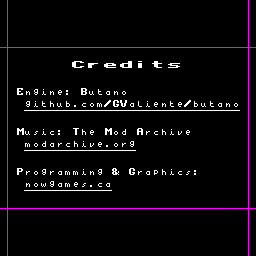 Credits
Engine: Butano
github.com/GValiente/butano
Music: The Mod Archive
modarchive.org
Programming & Graphics:
nowgames.ca